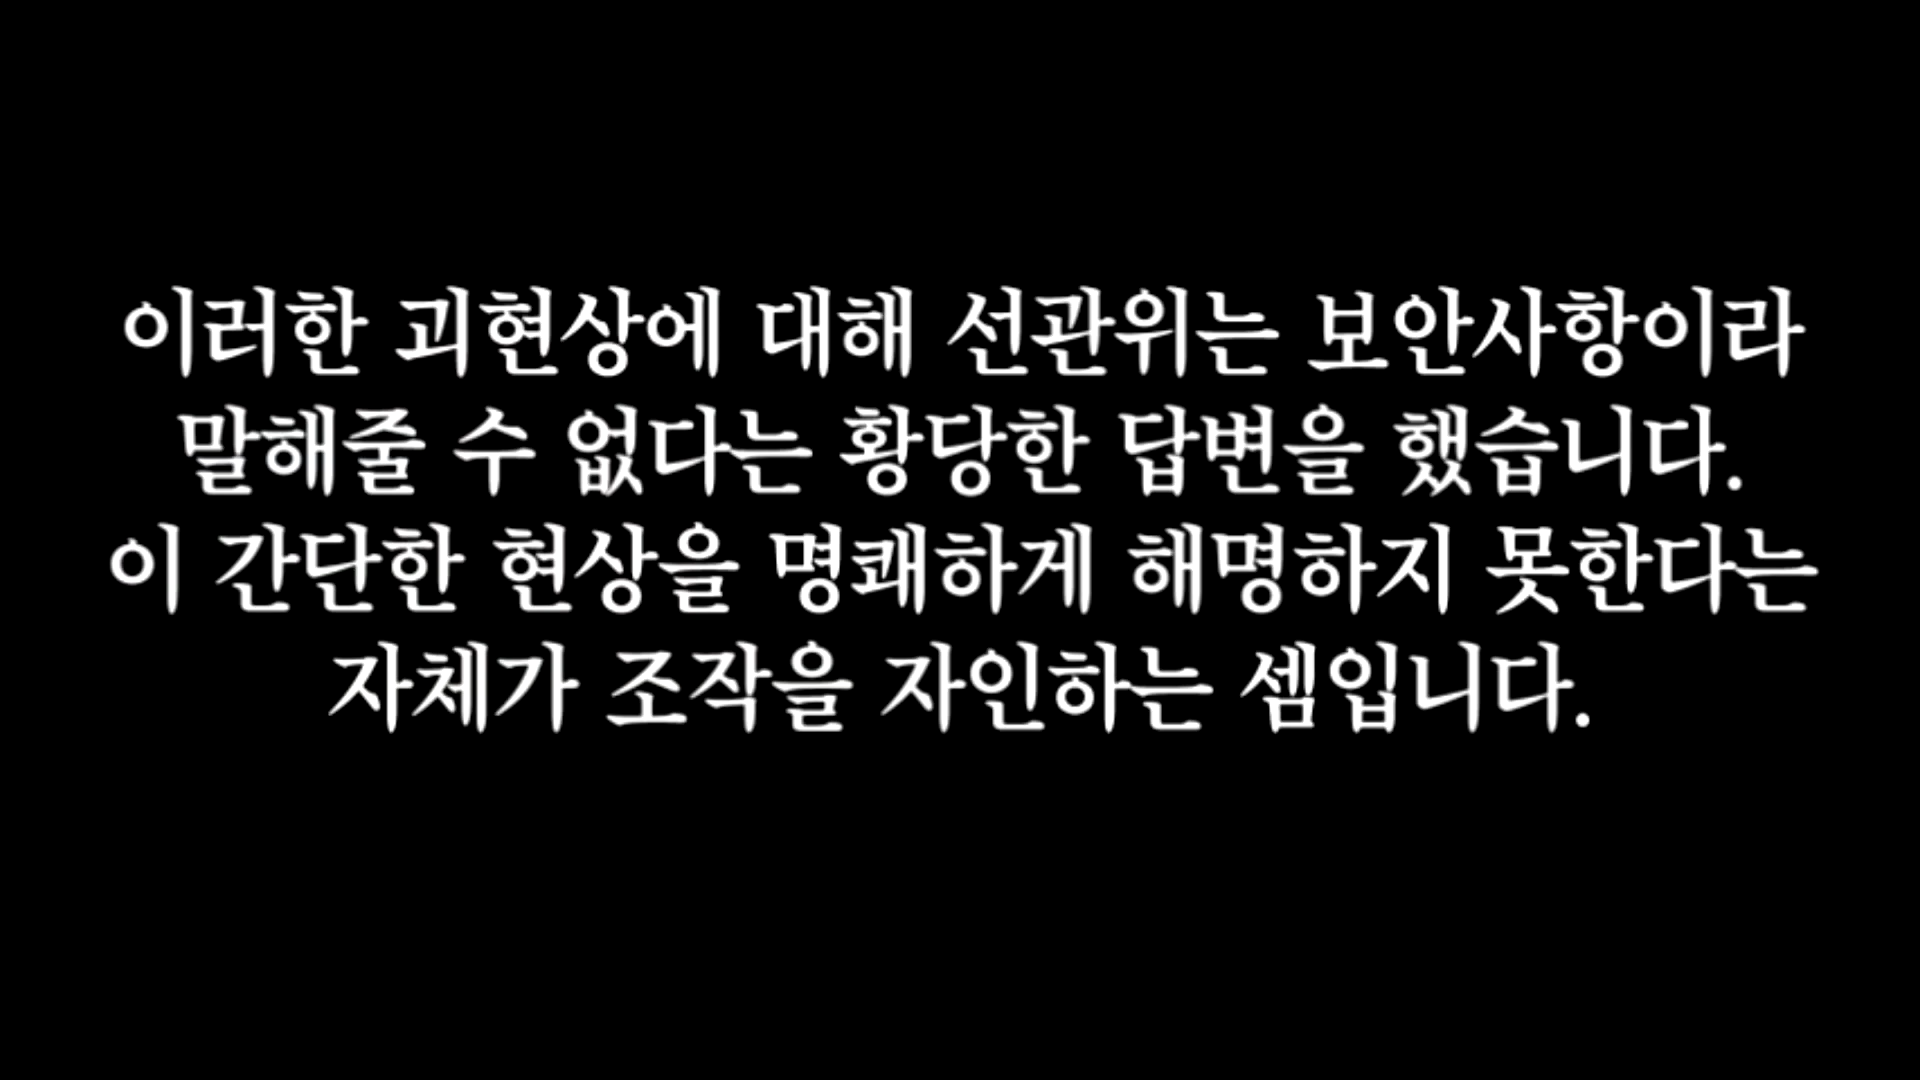 이러한 괴현상에 대해 선관위는 보안사항이라
말해줄 수 없다는 황당한 답변을 했습니다.
이 간단한 현상을 명쾌하게 해명하지 못한다는
자체가 조작을 자인하는 셈입니다.